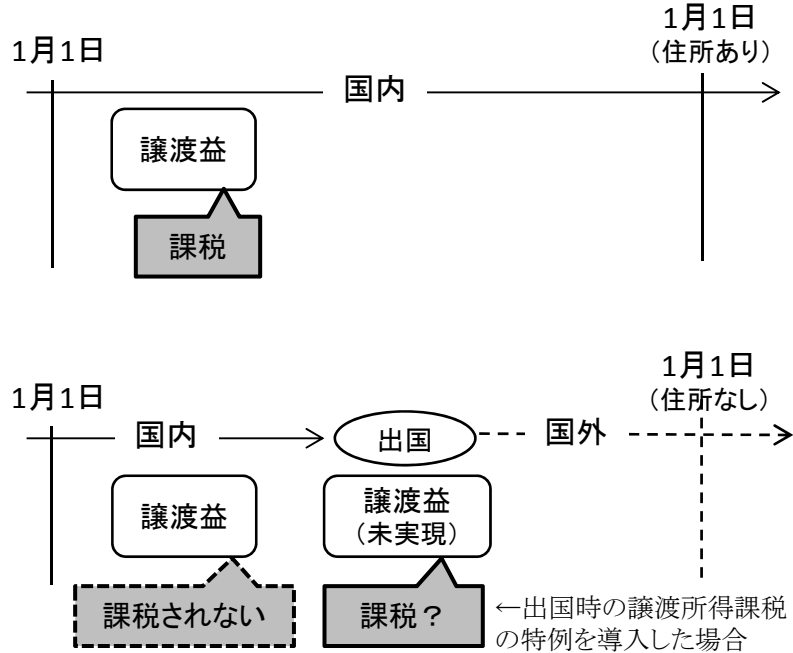 1月1日
1月1日
（住所あり）
国内
譲渡益
課税
1月1日
1月1日
（住所なし）
国内
出国
国外
譲渡益
譲渡益
（未実現）
課税されない
課税？
←出国時の譲渡所得課税
の特例を導入した場合